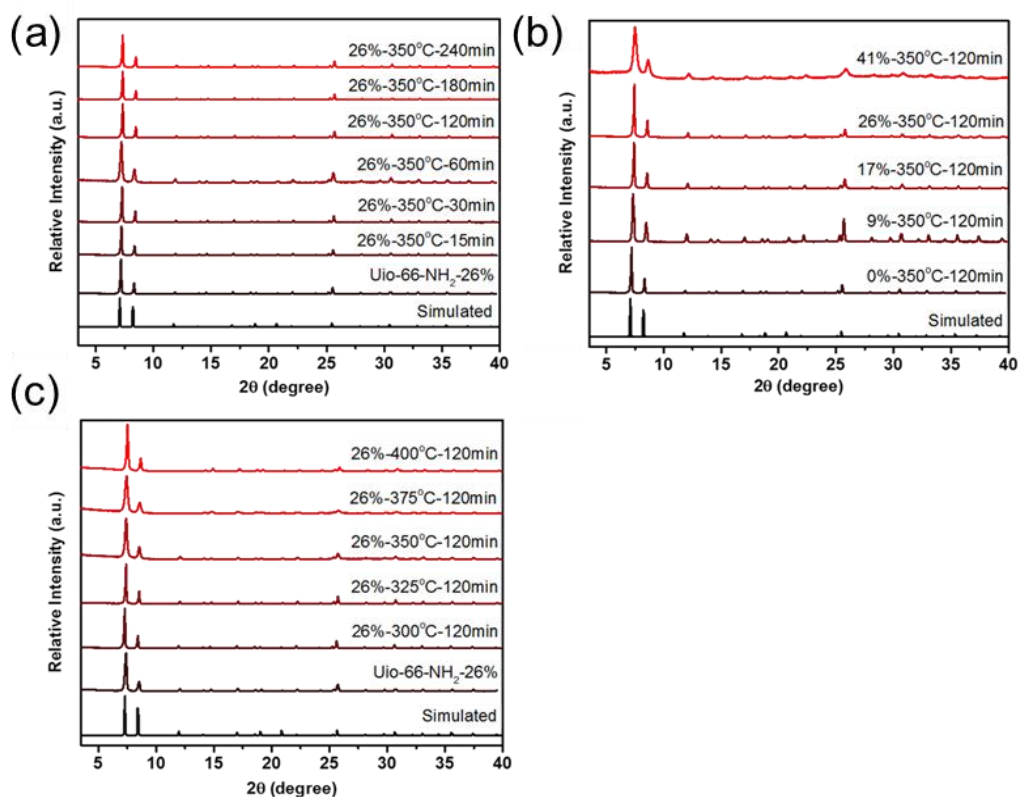 (a)
26%-350°C-240min
26%-350°C-180min
26%-350°C-120min
26%-350°C-60min
26%-350°C-30min
26%-350°C-15min
Uio-66-NH₂-26%
Simulated
Relative Intensity (a.u.)
5 10 15 20 25 30 35 40
2θ (degree)
(b)
41%-350°C-120min
26%-350°C-120min
17%-350°C-120min
9%-350°C-120min
0%-350°C-120min
Simulated
Relative Intensity (a.u.)
5 10 15 20 25 30 35 40
2θ (degree)
(c)
26%-400°C-120min
26%-375°C-120min
26%-350°C-120min
26%-325°C-120min
26%-300°C-120min
Uio-66-NH₂-26%
Simulated
Relative Intensity (a.u.)
5 10 15 20 25 30 35 40
2θ (degree)